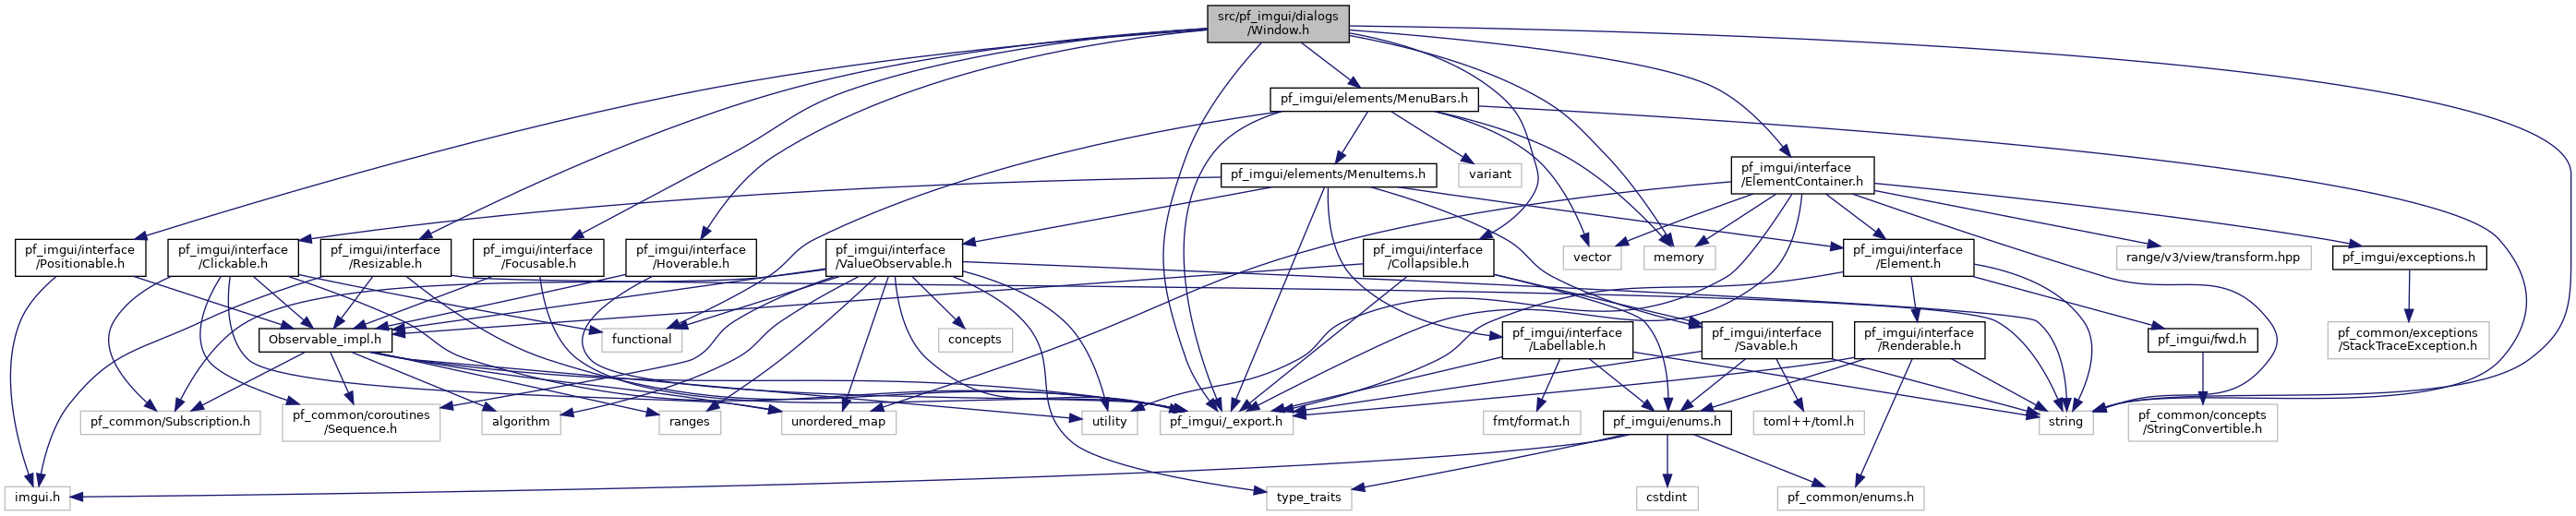 src/pf_imgui/dialogs
/Window.h
pf_imgui/elements/MenuBars.h
pf_imgui/elements/MenuItems.h
variant
pf_imgui/interface
/ElementContainer.h
pf_imgui/interface
/Positionable.h
pf_imgui/interface
/Clickable.h
pf_imgui/interface
/Resizable.h
pf_imgui/interface
/Focusable.h
pf_imgui/interface
/Hoverable.h
pf_imgui/interface
/ValueObservable.h
pf_imgui/interface
/Collapsible.h
vector
memory
pf_imgui/interface
/Element.h
range/v3/view/transform.hpp
pf_imgui/exceptions.h
Observable_impl.h
functional
concepts
pf_imgui/interface
/Labellable.h
pf_imgui/interface
/Savable.h
pf_imgui/interface
/Renderable.h
pf_imgui/fwd.h
pf_common/exceptions
/StackTraceException.h
pf_common/Subscription.h
pf_common/coroutines
/Sequence.h
algorithm
ranges
unordered_map
utility
pf_imgui/_export.h
fmt/format.h
pf_imgui/enums.h
toml++/toml.h
string
pf_common/concepts
/StringConvertible.h
imgui.h
type_traits
cstdint
pf_common/enums.h